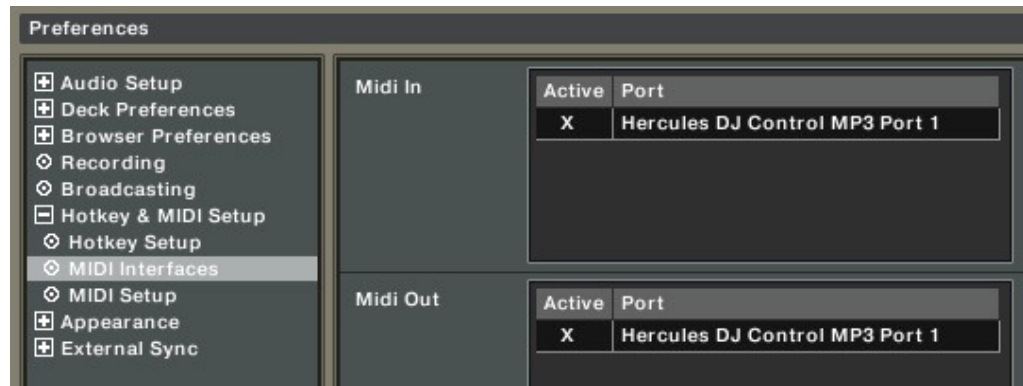 Preferences
Audio Setup
Deck Preferences
Browser Preferences
Recording
Broadcasting
Hotkey & MIDI Setup
Hotkey Setup
MIDI Interfaces
MIDI Setup
Appearance
External Sync
Midi In
Active Port
X Hercules DJ Control MP3 Port 1
Midi Out
Active Port
X Hercules DJ Control MP3 Port 1